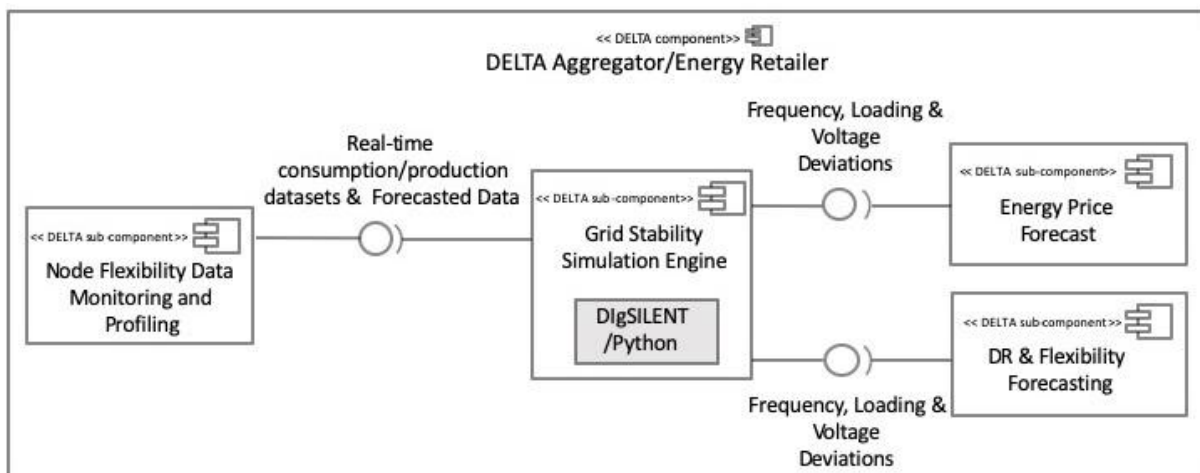 << DELTA component>>
DELTA Aggregator/Energy Retailer
Real-time
consumption/production
datasets & Forecasted Data
Frequency, Loading &
Voltage
Deviations
<< DELTA sub-component>>
Node Flexibility Data
Monitoring and
Profiling
<< DELTA sub-component>>
Grid Stability
Simulation Engine
DIgSILENT
/Python
<< DELTA sub-component>>
Energy Price
Forecast
<< DELTA sub-component>>
DR & Flexibility
Forecasting
Frequency, Loading &
Voltage
Deviations